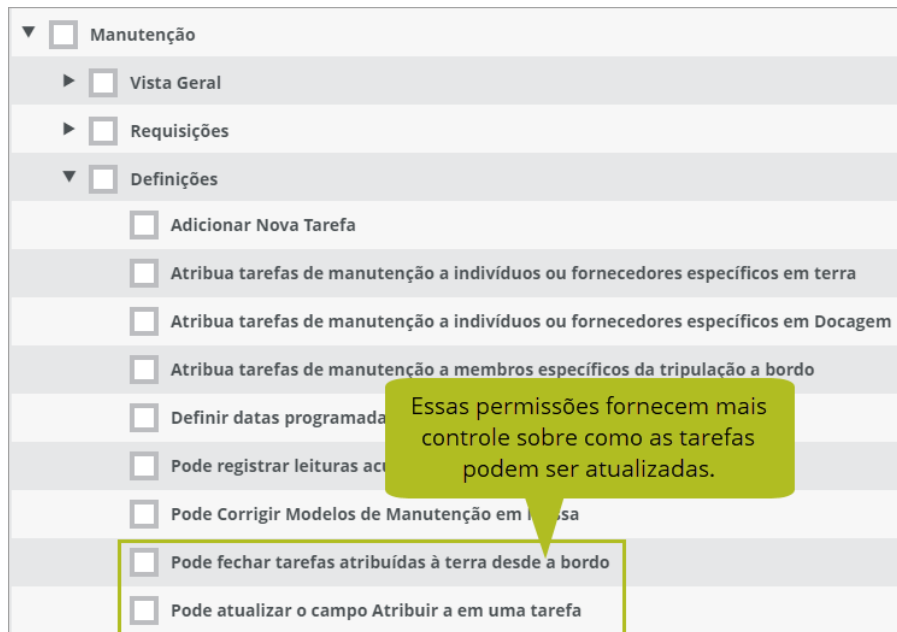 Manutenção
Vista Geral
Requisições
Definições
Adicionar Nova Tarefa
Atribua tarefas de manutenção a indivíduos ou fornecedores específicos em terra
Atribua tarefas de manutenção a indivíduos ou fornecedores específicos em Docagem
Atribua tarefas de manutenção a membros específicos da tripulação a bordo
Definir datas
Pode registrar leituras
Essas permissões fornecem mais
controle sobre como as tarefas
podem ser atualizadas.
Pode Corrigir Modelos de Manutenção em
Pode fechar tarefas atribuídas à terra desde a bordo
Pode atualizar o campo Atribuir a em uma tarefa